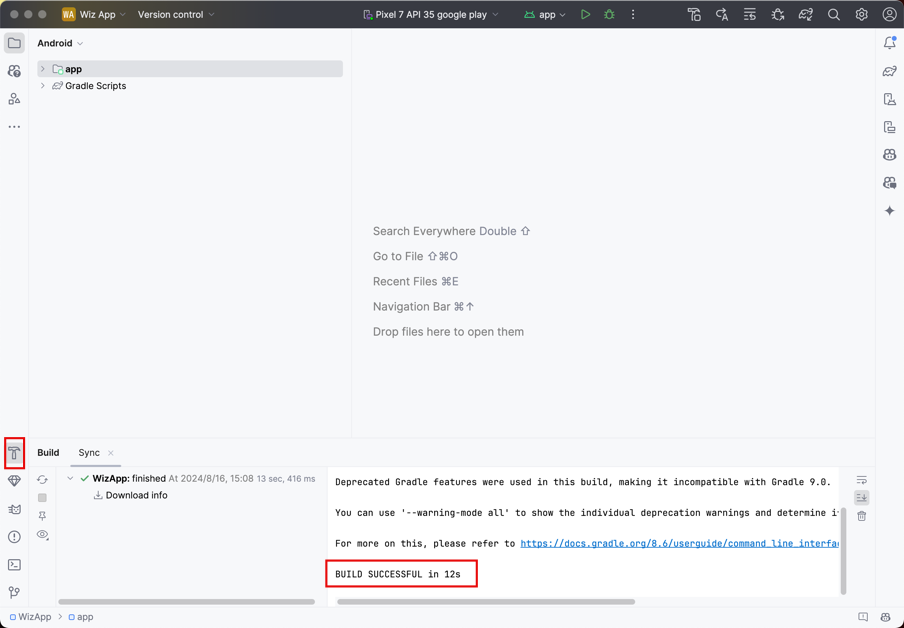 WA Wiz App Version control Pixel 7 API 35 google play app
Android
app
Gradle Scripts
Search Everywhere Double ⇧
Go to File ⇧⌘O
Recent Files ⌘E
Navigation Bar ⌘↑
Drop files here to open them
Build Sync
WizApp: finished At 2024/8/16, 15:08 13 sec, 416 ms
Download info
Deprecated Gradle features were used in this build, making it incompatible with Gradle 9.0.
You can use '--warning-mode all' to show the individual deprecation warnings and determine
For more on this, please refer to https://docs.gradle.org/8.6/userguide/command_line_interfa
BUILD SUCCESSFUL in 12s
WizApp > app